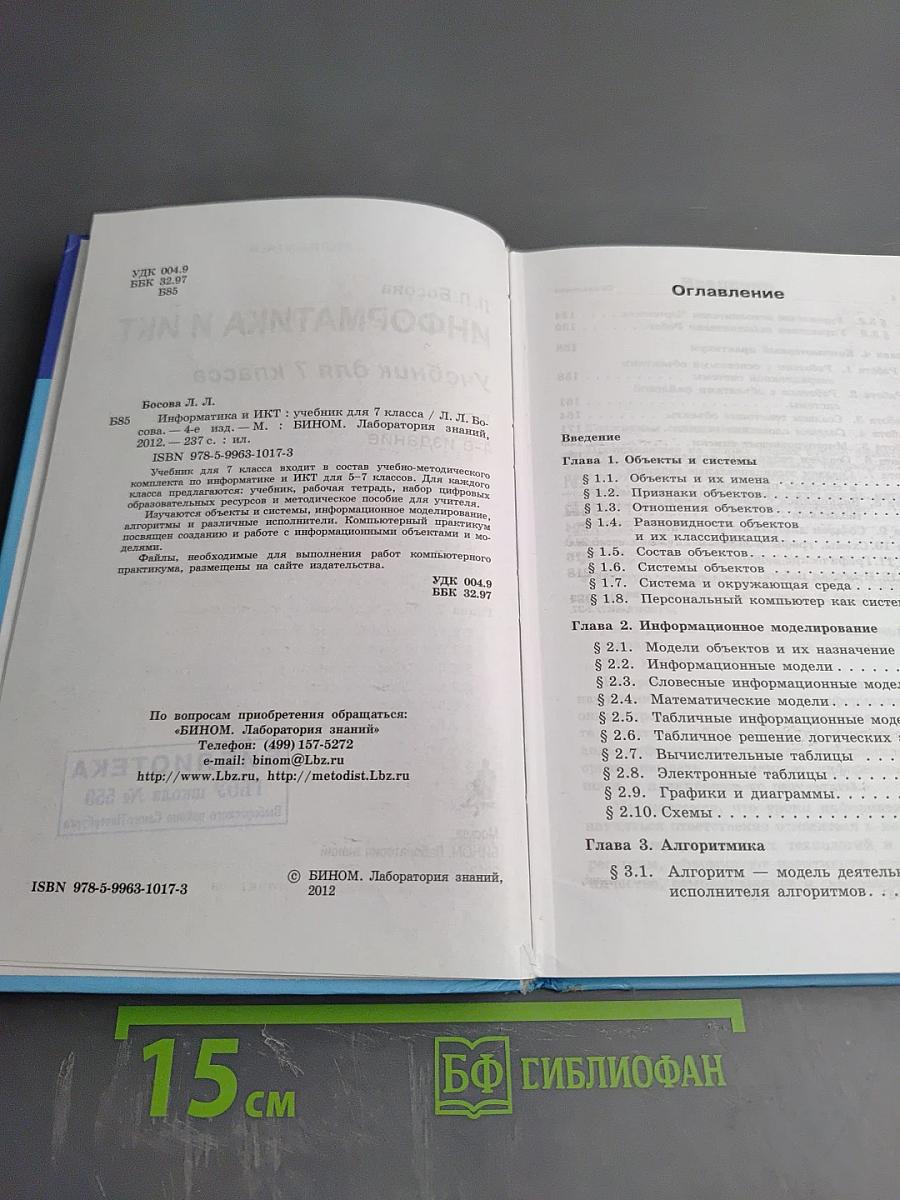 УДК 004.9
ББК 32.97
Б85
Босова Л. Л.
Б85 Информатика и ИКТ : учебник для 7 класса / Л. Л. Бо-
сова. — 4-е изд. — М. : БИНОМ. Лаборатория знаний,
2012. — 237 с. : ил.
ISBN 978-5-9963-1017-3
Учебник для 7 класса входит в состав учебно-методического
комплекта по информатике и ИКТ для 5–7 классов. Для каждого
класса предлагаются: учебник, рабочая тетрадь, набор цифровых
образовательных ресурсов и методическое пособие для учителя.
Изучаются объекты и системы, информационное моделирование,
алгоритмы и различные исполнители. Компьютерный практикум
посвящен созданию и работе с информационными объектами и мо-
делями.
Файлы, необходимые для выполнения работ компьютерного
практикума, размещены на сайте издательства.
УДК 004.9
ББК 32.97
По вопросам приобретения обращаться:
«БИНОМ. Лаборатория знаний»
Телефон: (499) 157-5272
e-mail: binom@Lbz.ru
http://www.Lbz.ru, http://metodist.Lbz.ru
ISBN 978-5-9963-1017-3
© БИНОМ. Лаборатория знаний,
2012
Оглавление
Введение
Глава 1. Объекты и системы
§ 1.1. Объекты и их имена . . . . . . . . .
§ 1.2. Признаки объектов. . . . . . . . . .
§ 1.3. Отношения объектов . . . . . . . . .
§ 1.4. Разновидности объектов
и их классификация. . . . . . . . .
§ 1.5. Состав объектов. . . . . . . . . . .
§ 1.6. Системы объектов . . . . . . . . . .
§ 1.7. Система и окружающая среда . . . .
§ 1.8. Персональный компьютер как систе
Глава 2. Информационное моделирование
§ 2.1. Модели объектов и их назначение
§ 2.2. Информационные модели . . . . . .
§ 2.3. Словесные информационные моде
§ 2.4. Математические модели . . . . . .
§ 2.5. Табличные информационные мод
§ 2.6. Табличное решение логических
§ 2.7. Вычислительные таблицы . . .
§ 2.8. Электронные таблицы . . . . . .
§ 2.9. Графики и диаграммы. . . . . .
§ 2.10. Схемы . . . . . . . . . . . . . .
Глава 3. Алгоритмика
§ 3.1. Алгоритм — модель деятель
исполнителя алгоритмов. . .
15 см
БФ БИБЛИОФАН